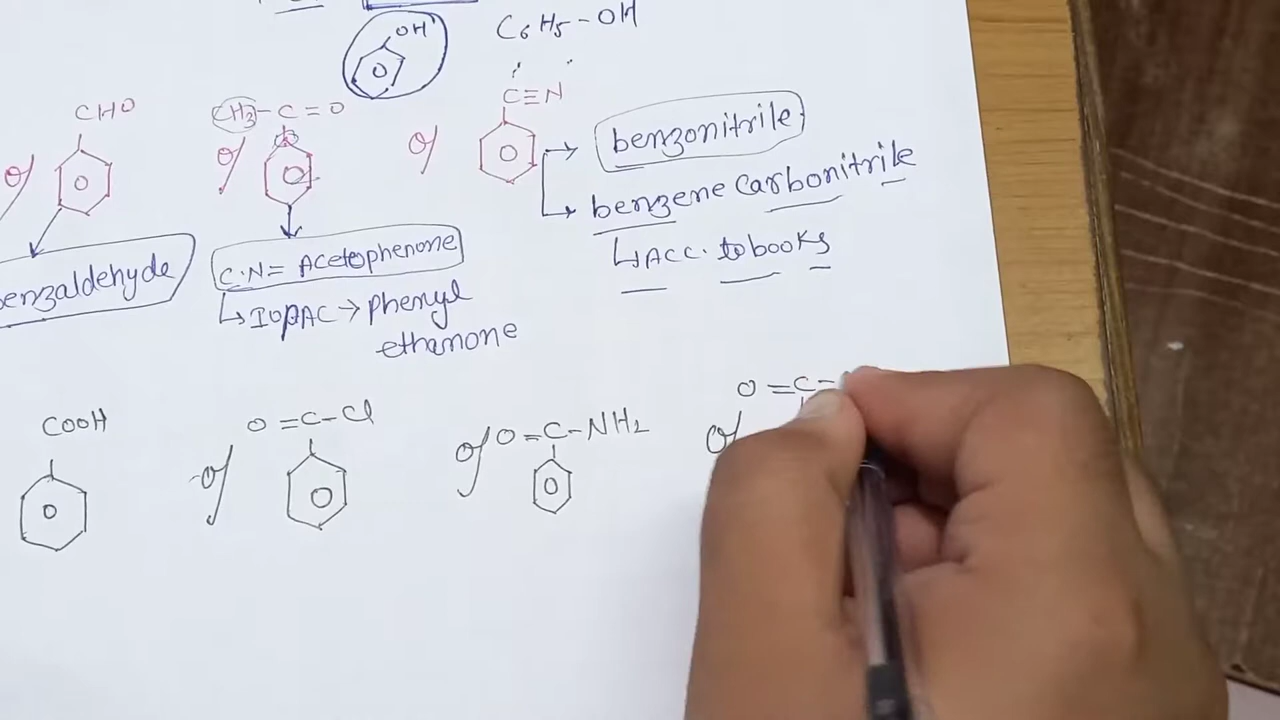 C6H5-OH
OH
CHO
CH3-C=O
C≡N
benzonitrile
benzene carbonitrile
↳ACC. to books
benzaldehyde
C.N= Acetophenone
↳IUPAC→phenyl
ethanone
COOH
O=C-Cl
O=C-NH2
O=C-